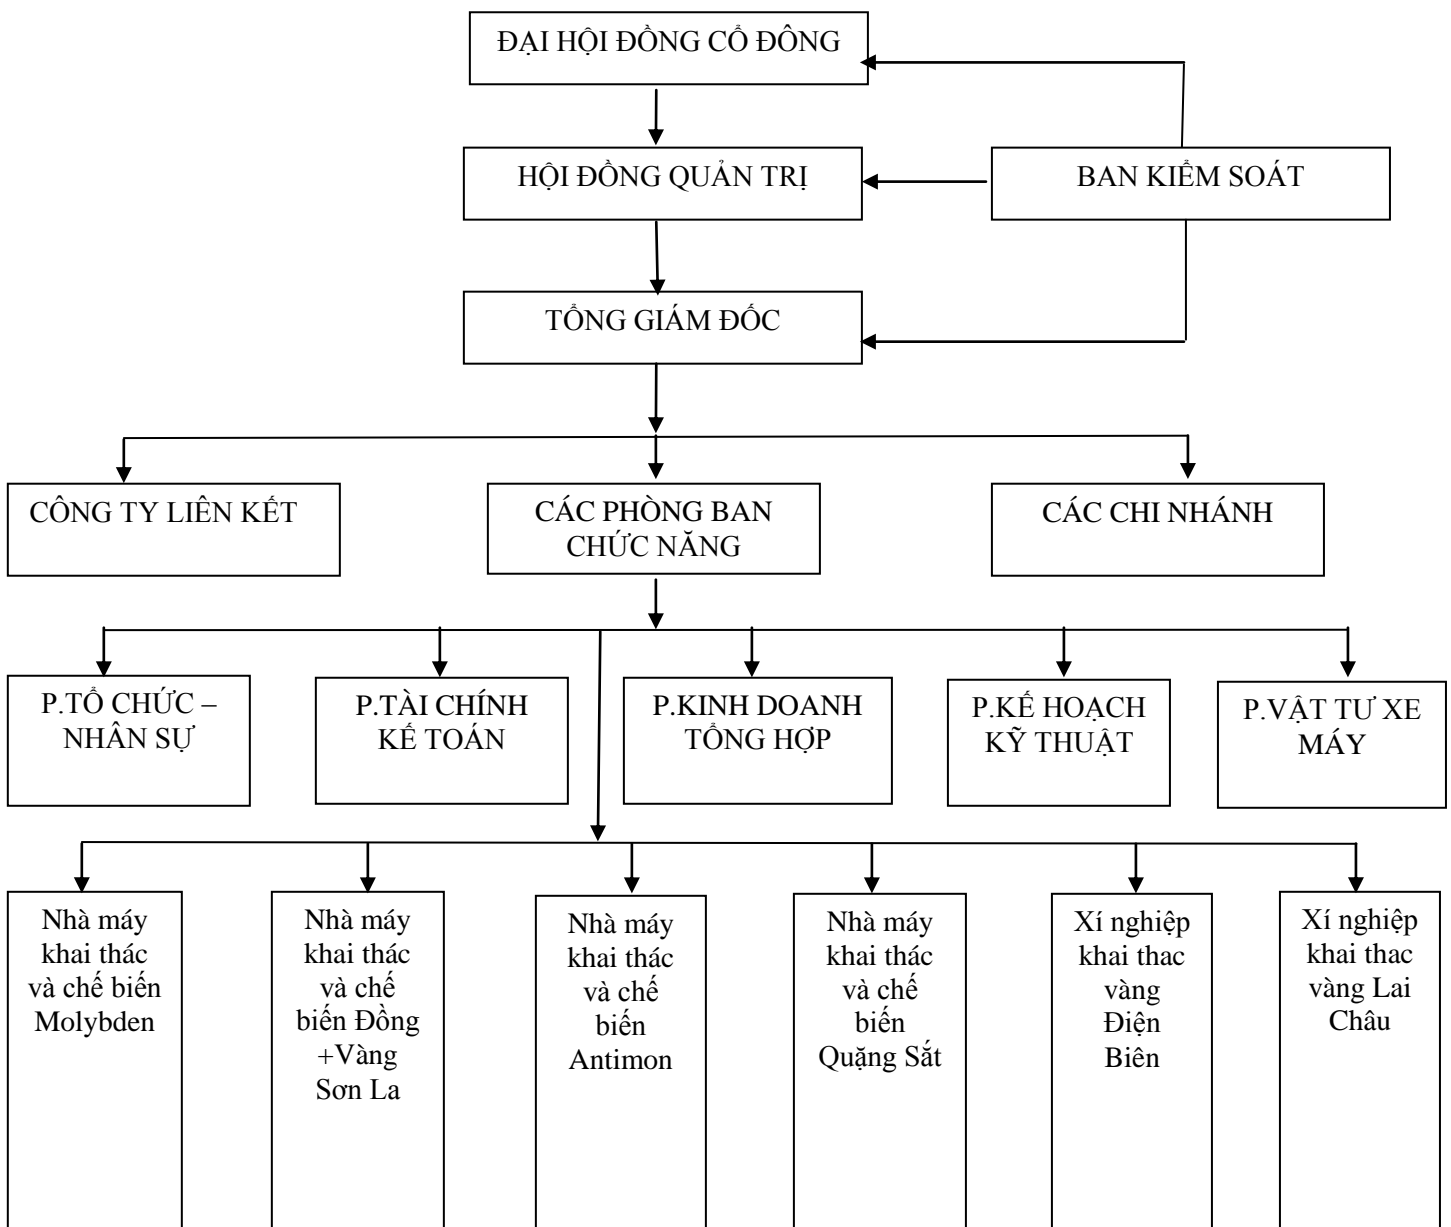 ĐẠI HỘI ĐỒNG CỔ ĐÔNG
HỘI ĐỒNG QUẢN TRỊ
BAN KIỂM SOÁT
TỔNG GIÁM ĐỐC
CÔNG TY LIÊN KẾT
CÁC PHÒNG BAN
CHỨC NĂNG
CÁC CHI NHÁNH
P.TỔ CHỨC –
NHÂN SỰ
P.TÀI CHÍNH
KẾ TOÁN
P.KINH DOANH
TỔNG HỢP
P.KẾ HOẠCH
KỸ THUẬT
P.VẬT TƯ XE
MÁY
Nhà máy
khai thác
và chế biến
Molybden
Nhà máy
khai thác
và chế
biến Đồng
+Vàng
Sơn La
Nhà máy
khai thác
và chế
biến
Antimon
Nhà máy
khai thác
và chế
biến
Quặng Sắt
Xí nghiệp
khai thac
vàng
Điện
Biên
Xí nghiệp
khai thac
vàng Lai
Châu